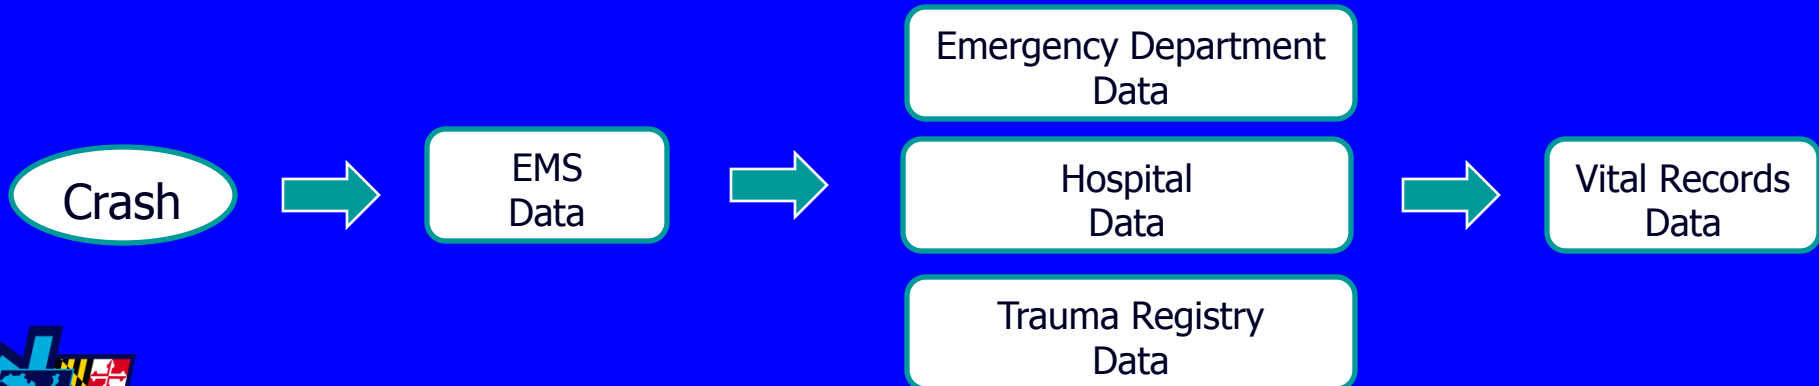 Crash
EMS
Data
Emergency Department
Data
Hospital
Data
Trauma Registry
Data
Vital Records
Data